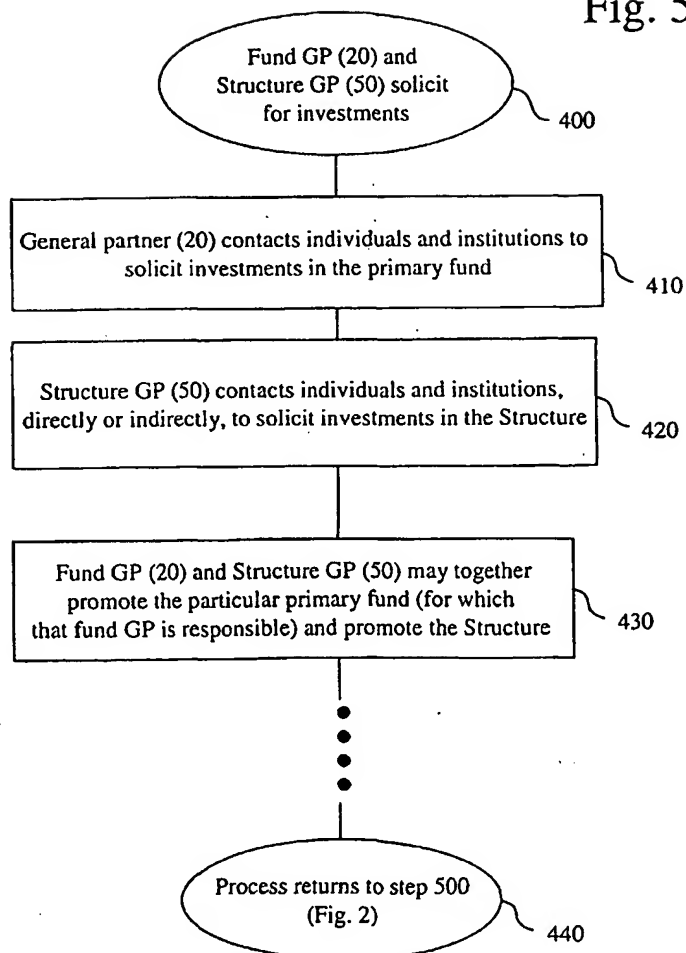 Fig. 5
Fund GP (20) and
Structure GP (50) solicit
for investments
400
General partner (20) contacts individuals and institutions to
solicit investments in the primary fund
410
Structure GP (50) contacts individuals and institutions,
directly or indirectly, to solicit investments in the Structure
420
Fund GP (20) and Structure GP (50) may together
promote the particular primary fund (for which
that fund GP is responsible) and promote the Structure
430
Process returns to step 500
(Fig. 2)
440